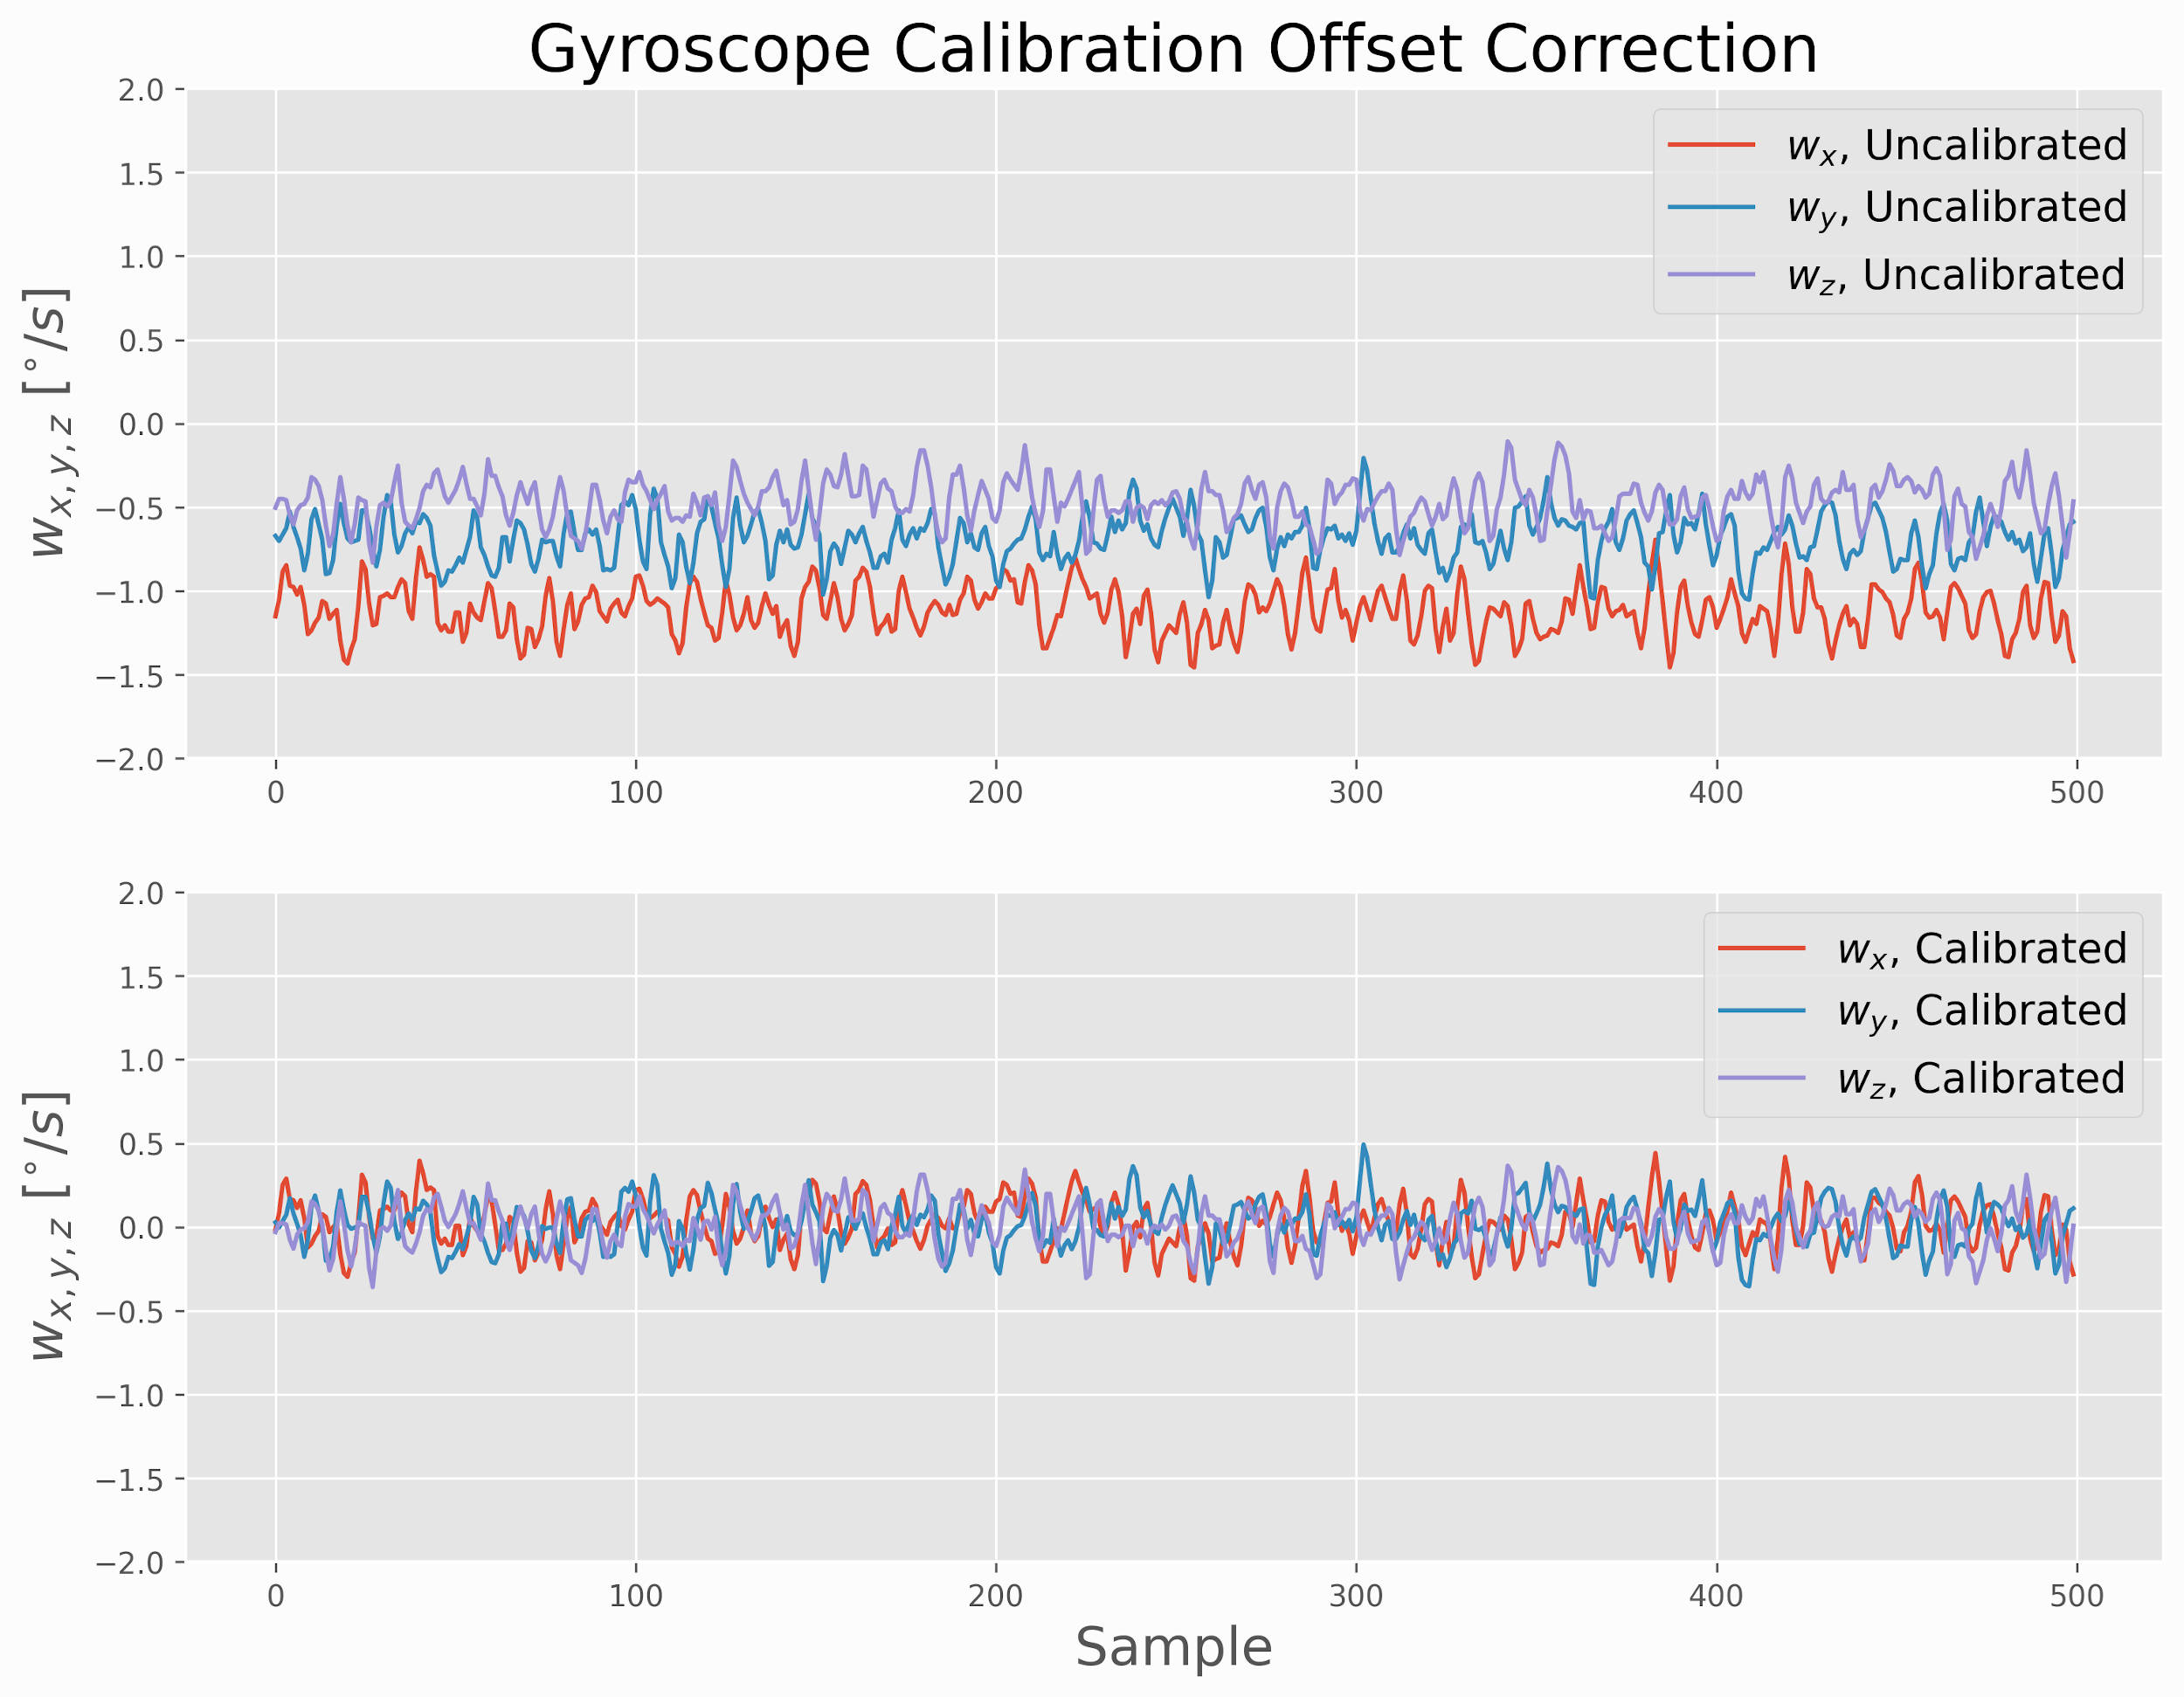 Gyroscope Calibration Offset Correction
w_x,y,z [°/s]
2.0
1.5
1.0
0.5
0.0
−0.5
−1.0
−1.5
−2.0
w_x, Uncalibrated
w_y, Uncalibrated
w_z, Uncalibrated
0 100 200 300 400 500
w_x,y,z [°/s]
2.0
1.5
1.0
0.5
0.0
−0.5
−1.0
−1.5
−2.0
w_x, Calibrated
w_y, Calibrated
w_z, Calibrated
0 100 200 300 400 500
Sample